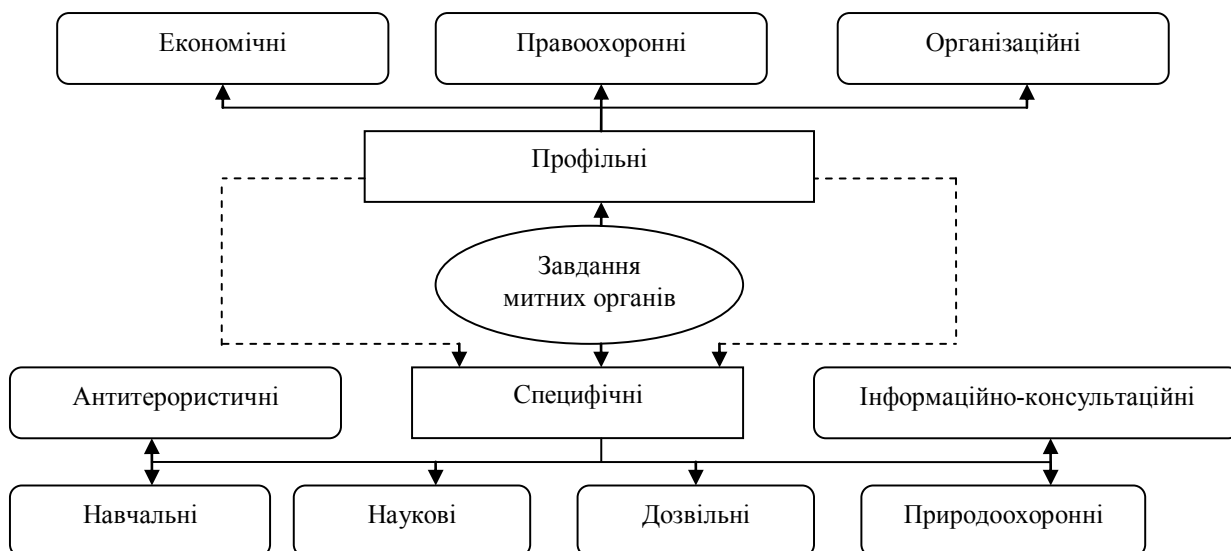 Економічні
Правоохоронні
Організаційні
Профільні
Завдання
митних органів
Специфічні
Антитерористичні
Інформаційно-консультаційні
Навчальні
Наукові
Дозвільні
Природоохоронні